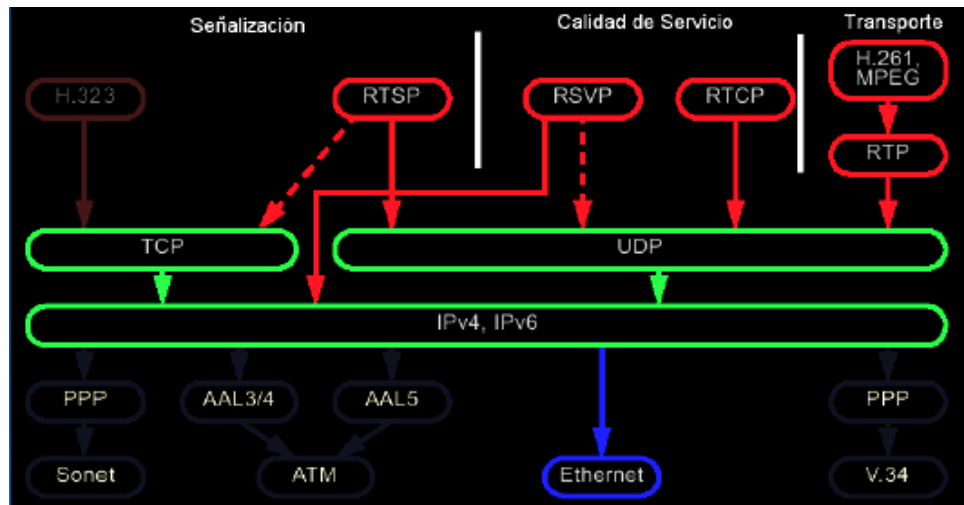 Señalización
Calidad de Servicio
Transporte
H.323
RTSP
RSVP
RTCP
H.261,
MPEG
RTP
TCP
UDP
IPv4, IPv6
PPP
AAL3/4
AAL5
PPP
Sonet
ATM
Ethernet
V.34